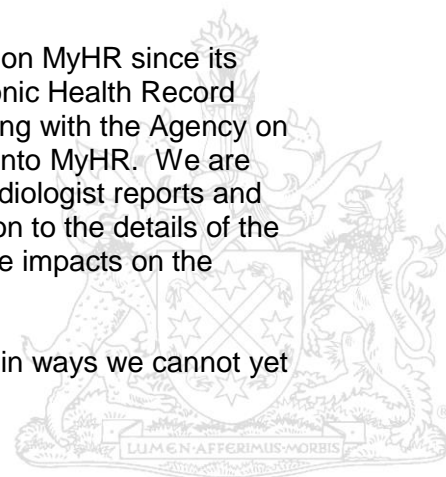 on MyHR since its
onic Health Record
ng with the Agency on
nto MyHR.  We are
diologist reports and
on to the details of the
e impacts on the
in ways we cannot yet
LUMEN·AFFERIMUS·MORBIS
®